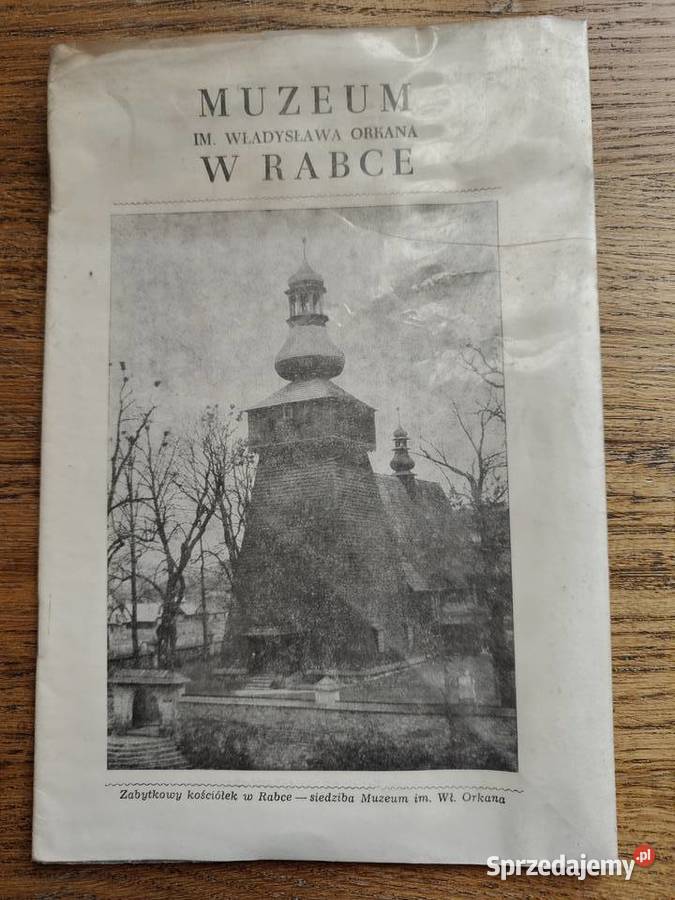 MUZEUM
IM. WŁADYSŁAWA ORKANA
W RABCE
Zabytkowy kościółek w Rabce — siedziba Muzeum im. Wł. Orkana
Sprzedajemy.pl